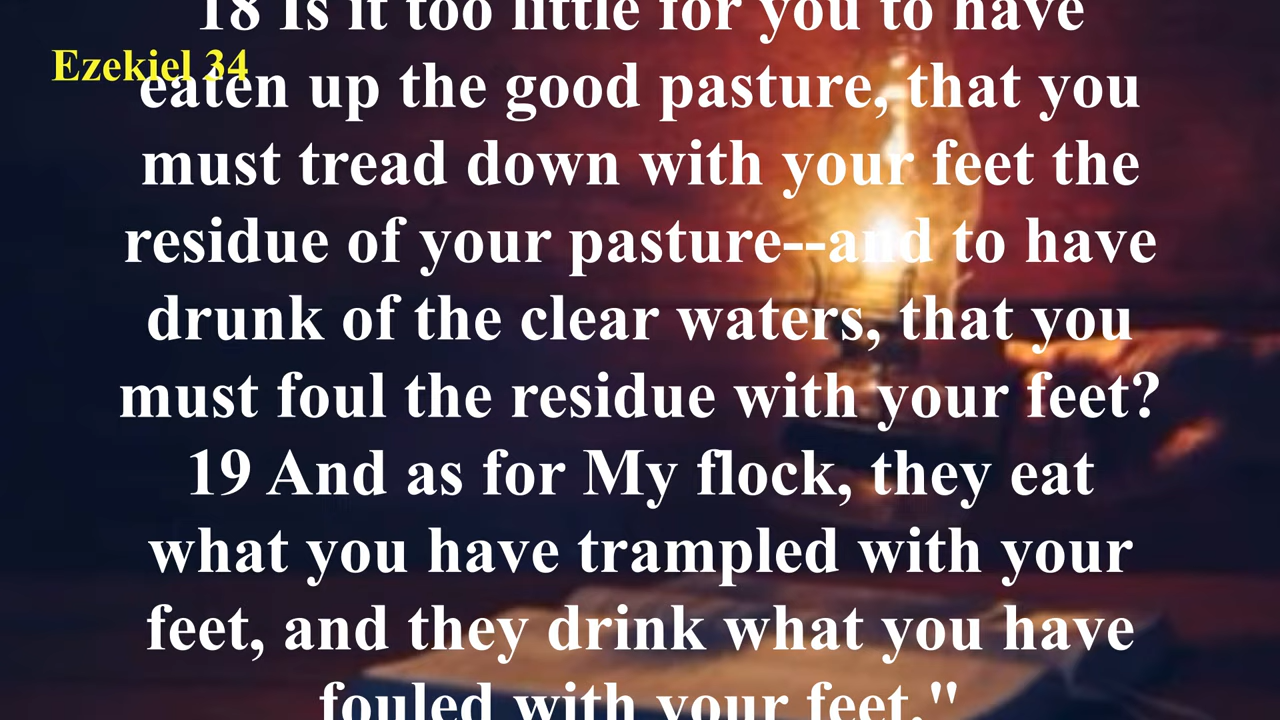 18 Is it too little for you to have
Ezekiel 34
eaten up the good pasture, that you
must tread down with your feet the
residue of your pasture--and to have
drunk of the clear waters, that you
must foul the residue with your feet?
19 And as for My flock, they eat
what you have trampled with your
feet, and they drink what you have
fouled with your feet."